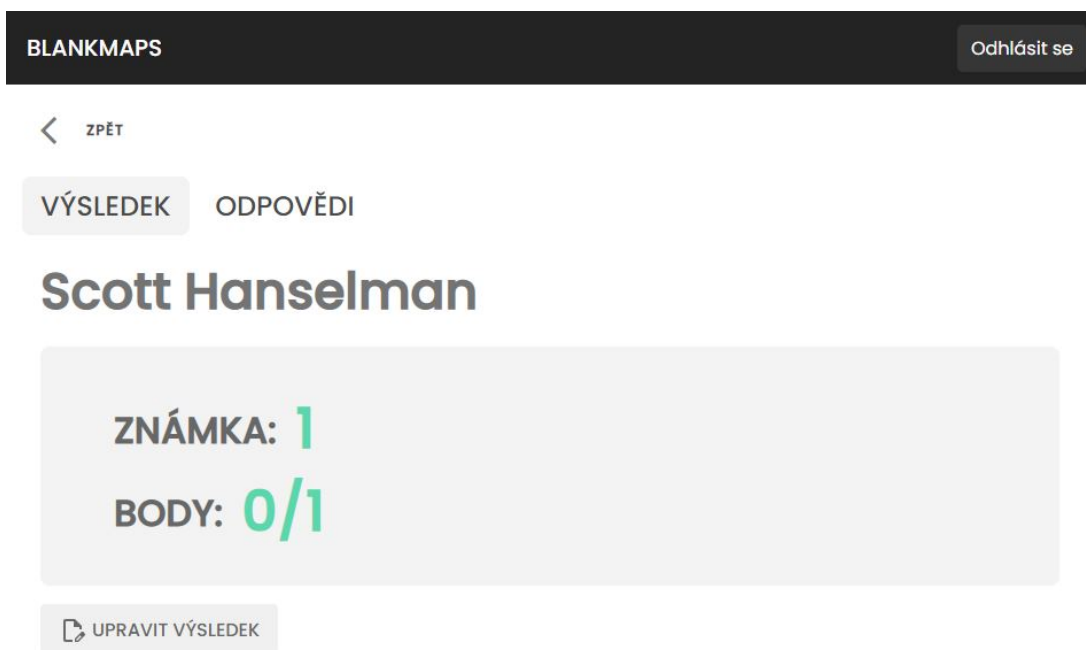 BLANKMAPS
Odhlásit se
ZPĚT
VÝSLEDEK ODPOVĚDI
Scott Hanselman
ZNÁMKA: 1
BODY: 0/1
UPRAVIT VÝSLEDEK